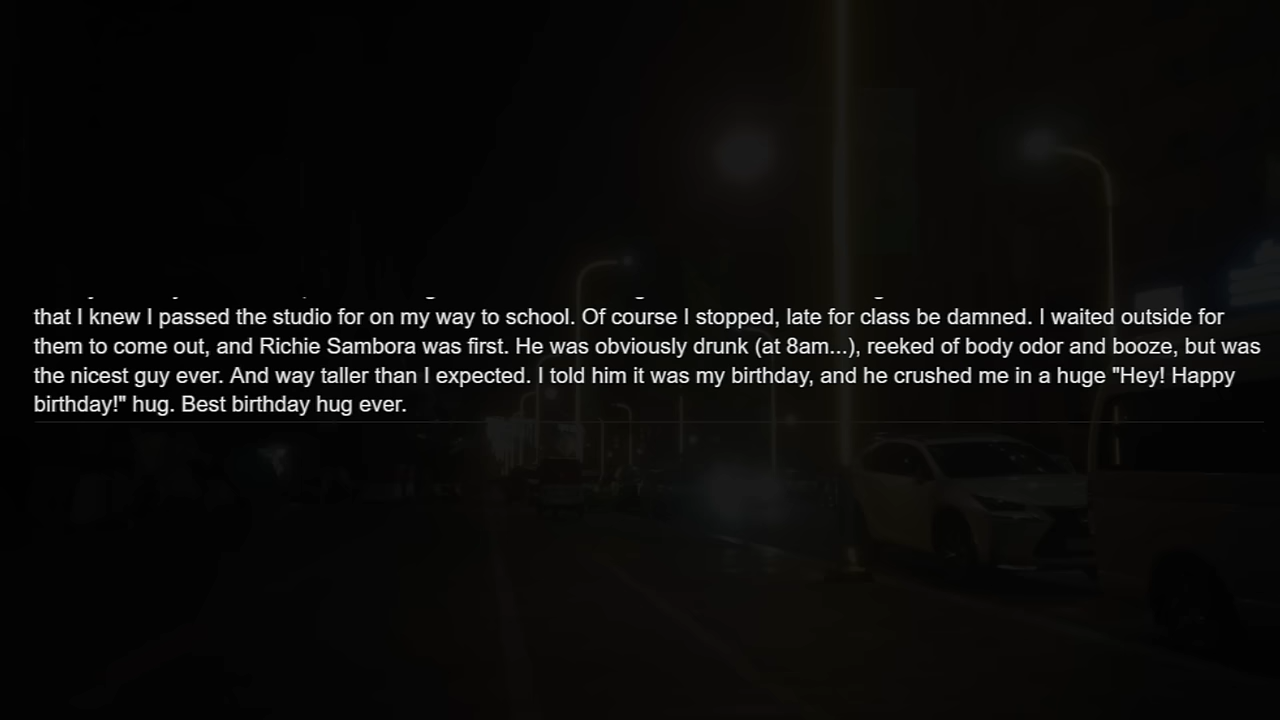 that I knew I passed the studio for on my way to school. Of course I stopped, late for class be damned. I waited outside for
them to come out, and Richie Sambora was first. He was obviously drunk (at 8am...), reeked of body odor and booze, but was
the nicest guy ever. And way taller than I expected. I told him it was my birthday, and he crushed me in a huge "Hey! Happy
birthday!" hug. Best birthday hug ever.